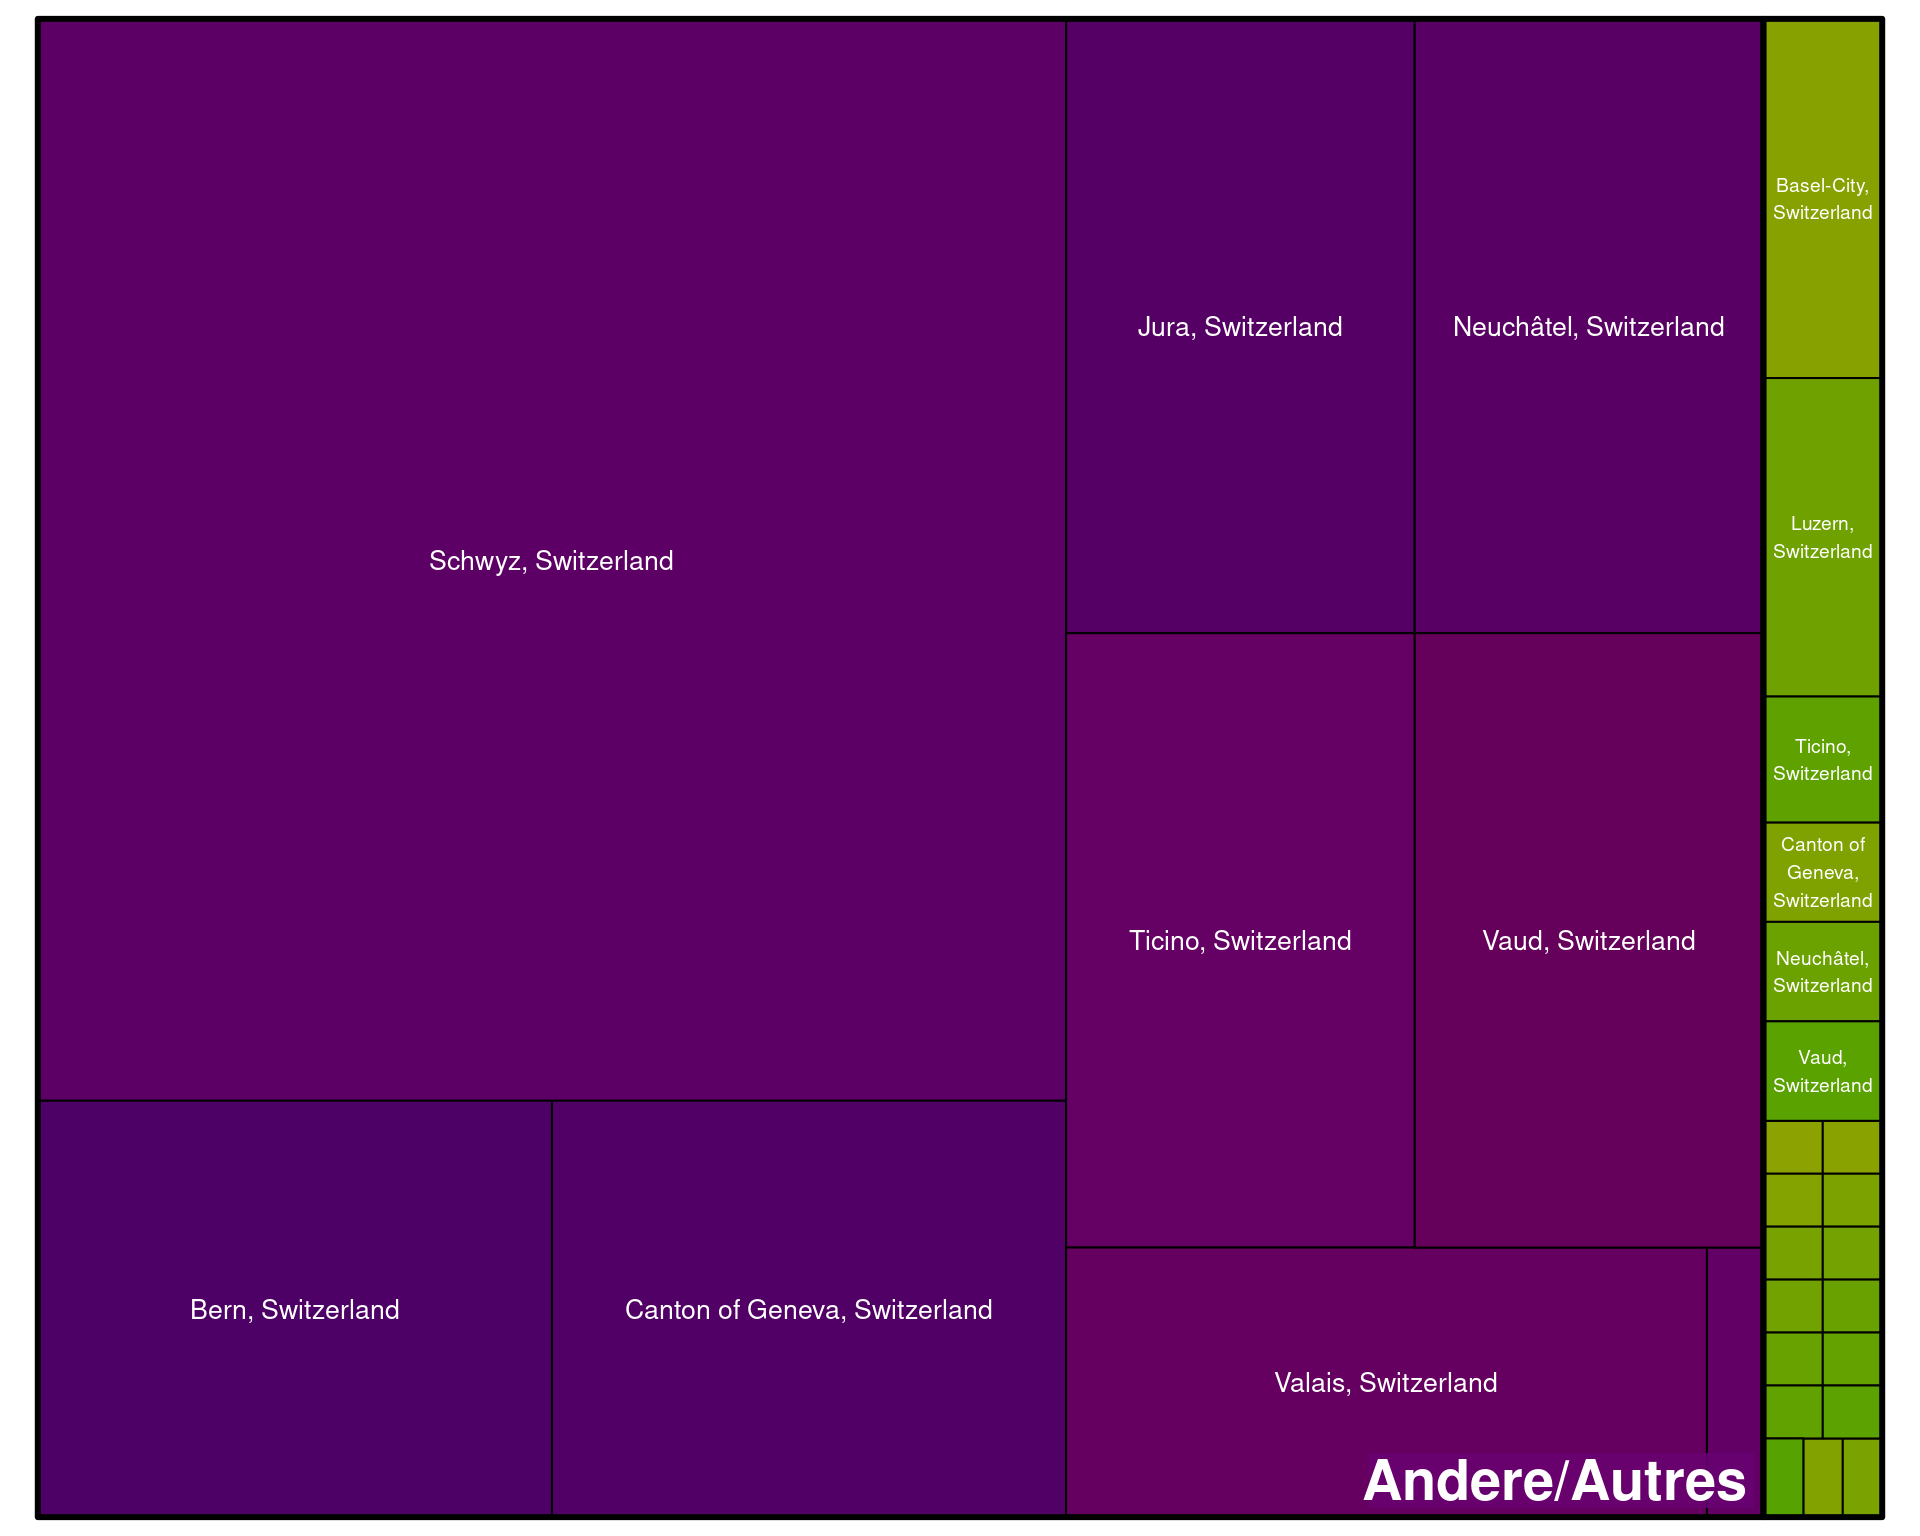 Schwyz, Switzerland
Bern, Switzerland
Canton of Geneva, Switzerland
Jura, Switzerland
Neuchâtel, Switzerland
Ticino, Switzerland
Vaud, Switzerland
Valais, Switzerland
Andere/Autres
Basel-City,
Switzerland
Luzern,
Switzerland
Ticino,
Switzerland
Canton of
Geneva,
Switzerland
Neuchâtel,
Switzerland
Vaud,
Switzerland